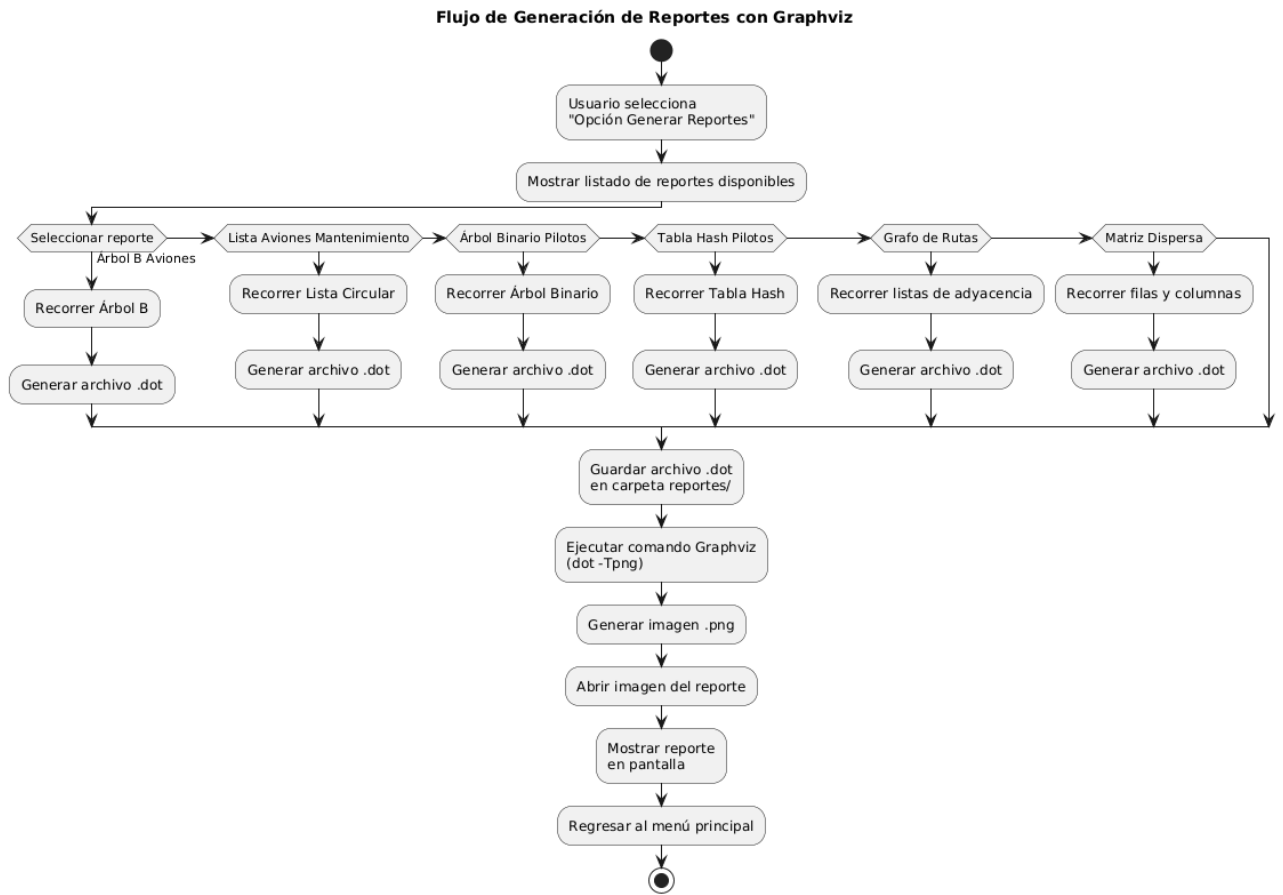 Flujo de Generación de Reportes con Graphviz
Usuario selecciona
"Opción Generar Reportes"
Mostrar listado de reportes disponibles
Seleccionar reporte
Árbol B Aviones
Recorrer Árbol B
Generar archivo .dot
Lista Aviones Mantenimiento
Recorrer Lista Circular
Generar archivo .dot
Árbol Binario Pilotos
Recorrer Árbol Binario
Generar archivo .dot
Tabla Hash Pilotos
Recorrer Tabla Hash
Generar archivo .dot
Grafo de Rutas
Recorrer listas de adyacencia
Generar archivo .dot
Matriz Dispersa
Recorrer filas y columnas
Generar archivo .dot
Guardar archivo .dot
en carpeta reportes/
Ejecutar comando Graphviz
(dot -Tpng)
Generar imagen .png
Abrir imagen del reporte
Mostrar reporte
en pantalla
Regresar al menú principal